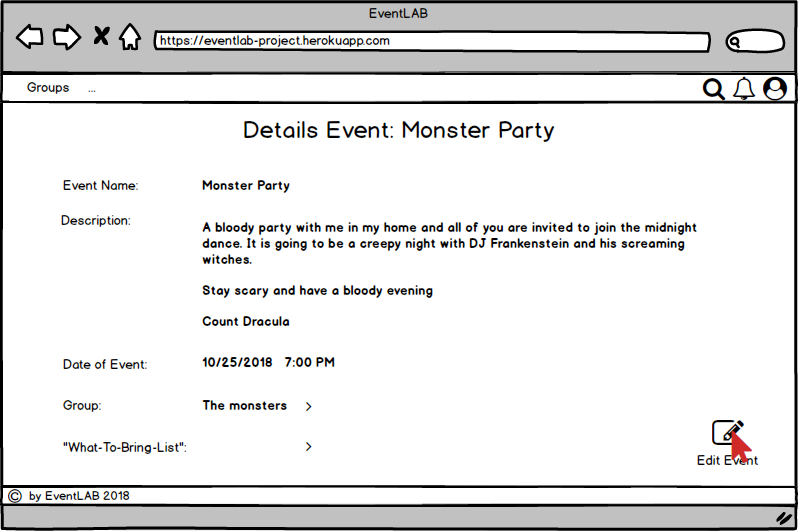 EventLAB
https://eventlab-project.herokuapp.com
Groups ...
Details Event: Monster Party
Event Name: Monster Party
Description:
A bloody party with me in my home and all of you are invited to join the midnight
dance. It is going to be a creepy night with DJ Frankenstein and his screaming
witches.
Stay scary and have a bloody evening
Count Dracula
Date of Event: 10/25/2018 7:00 PM
Group: The monsters >
"What-To-Bring-List": >
Edit Event
© by EventLAB 2018